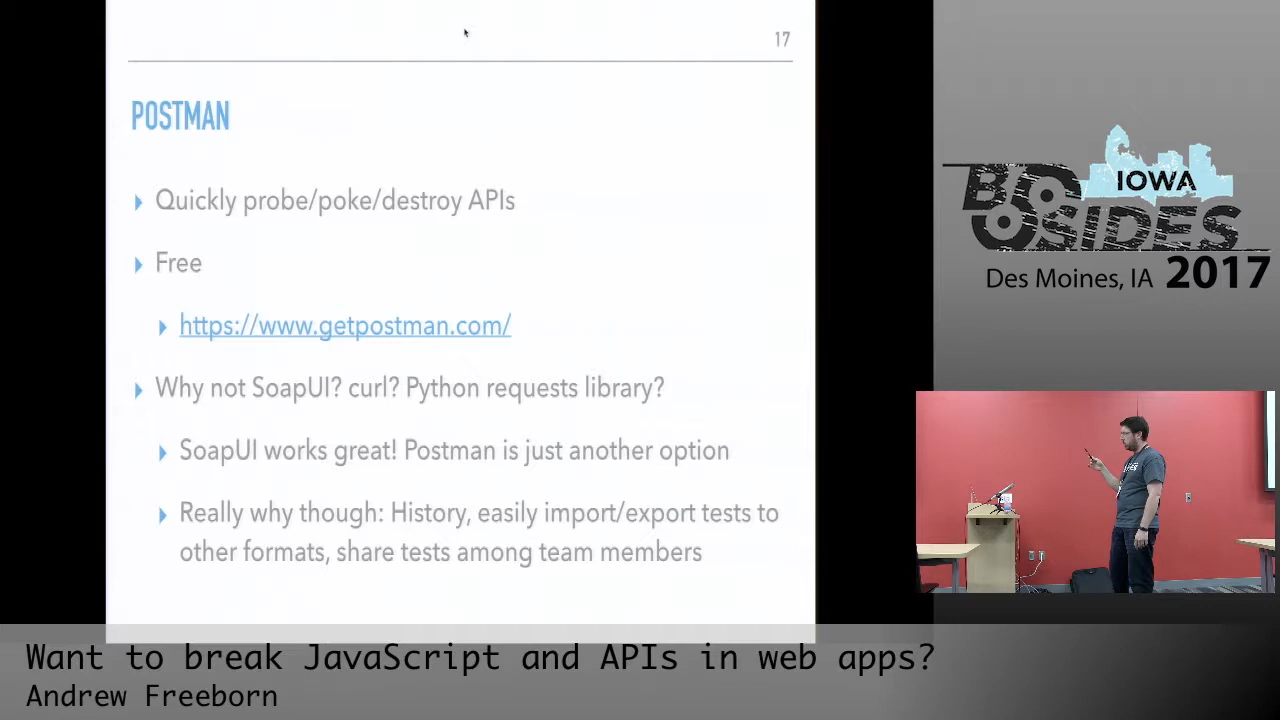 17
POSTMAN
Quickly probe/poke/destroy APIs
Free
https://www.getpostman.com/
Why not SoapUI? curl? Python requests library?
SoapUI works great! Postman is just another option
Really why though: History, easily import/export tests to
other formats, share tests among team members
IOWA
BSIDES
Des Moines, IA 2017
Want to break JavaScript and APIs in web apps?
Andrew Freeborn